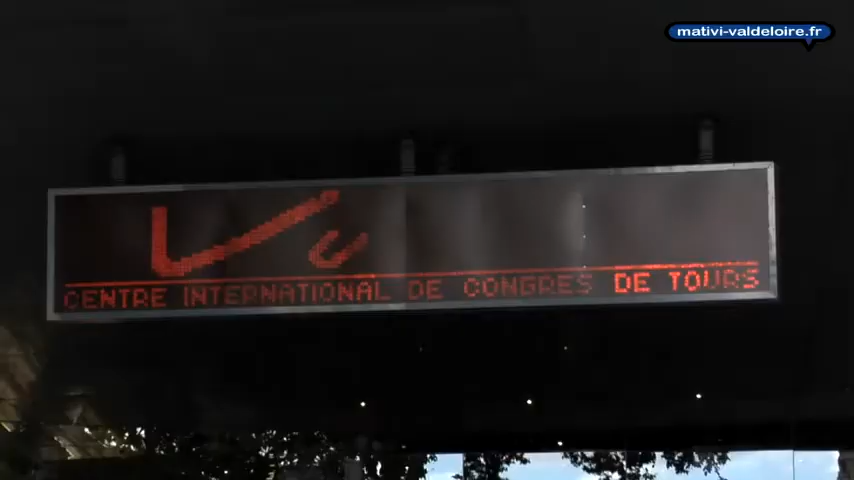 mativi-valdeloire.fr
CENTRE INTERNATIONAL DE CONGRES DE TOURS